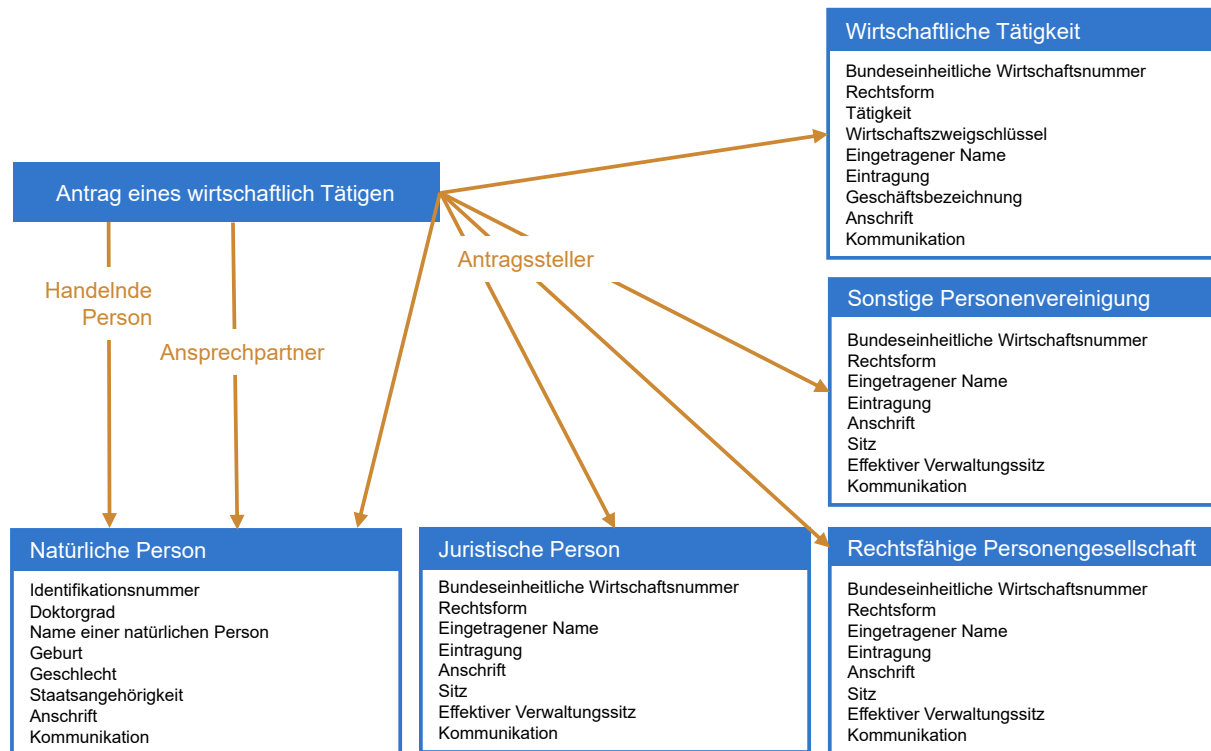 Wirtschaftliche Tätigkeit
Bundeseinheitliche Wirtschaftsnummer
Rechtsform
Tätigkeit
Wirtschaftszweigschlüssel
Eingetragener Name
Eintragung
Geschäftsbezeichnung
Anschrift
Kommunikation
Antrag eines wirtschaftlich Tätigen
Handelnde
Person
Ansprechpartner
Antragssteller
Sonstige Personenvereinigung
Bundeseinheitliche Wirtschaftsnummer
Rechtsform
Eingetragener Name
Eintragung
Anschrift
Sitz
Effektiver Verwaltungssitz
Kommunikation
Natürliche Person
Identifikationsnummer
Doktorgrad
Name einer natürlichen Person
Geburt
Geschlecht
Staatsangehörigkeit
Anschrift
Kommunikation
Juristische Person
Bundeseinheitliche Wirtschaftsnummer
Rechtsform
Eingetragener Name
Eintragung
Anschrift
Sitz
Effektiver Verwaltungssitz
Kommunikation
Rechtsfähige Personengesellschaft
Bundeseinheitliche Wirtschaftsnummer
Rechtsform
Eingetragener Name
Eintragung
Anschrift
Sitz
Effektiver Verwaltungssitz
Kommunikation